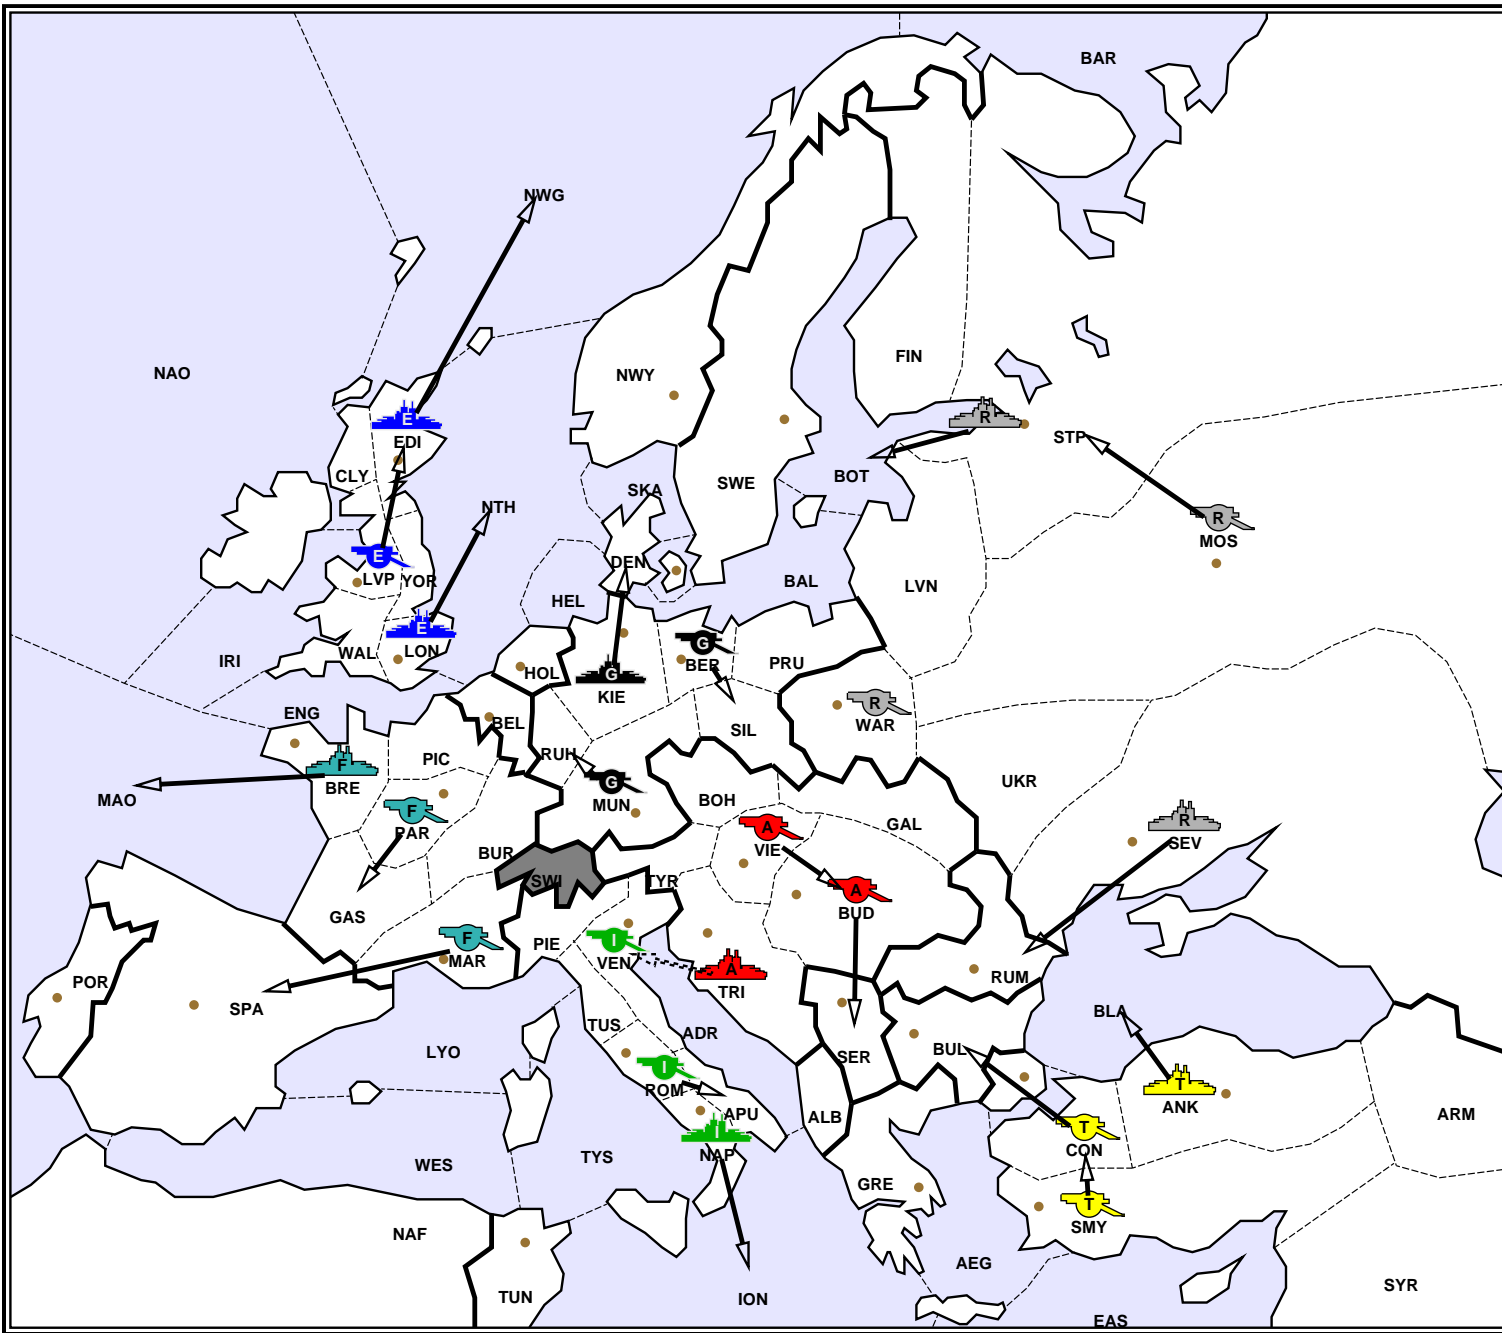 BAR
NWG
NAO
NWY
FIN
E
EDI
R
STP
CLY
BOT
SWE
SKA
NTH
R
MOS
E
LVP
YOR
DEN
BAL
LVN
HEL
E
LON
WAL
IRI
G
BER
PRU
HOL
G
KIE
R
WAR
ENG
BEL
SIL
PIC
RUH
F
BRE
G
MUN
UKR
MAO
BOH
F
PAR
A
VIE
GAL
R
SEV
BUR
SWI
TYR
A
BUD
GAS
F
MAR
PIE
I
VEN
A
TRI
RUM
POR
SPA
BLA
TUS
ADR
LYO
BUL
SER
I
ROM
T
ANK
APU
ALB
ARM
I
NAP
T
CON
WES
TYS
GRE
T
SMY
NAF
AEG
SYR
TUN
ION
EAS